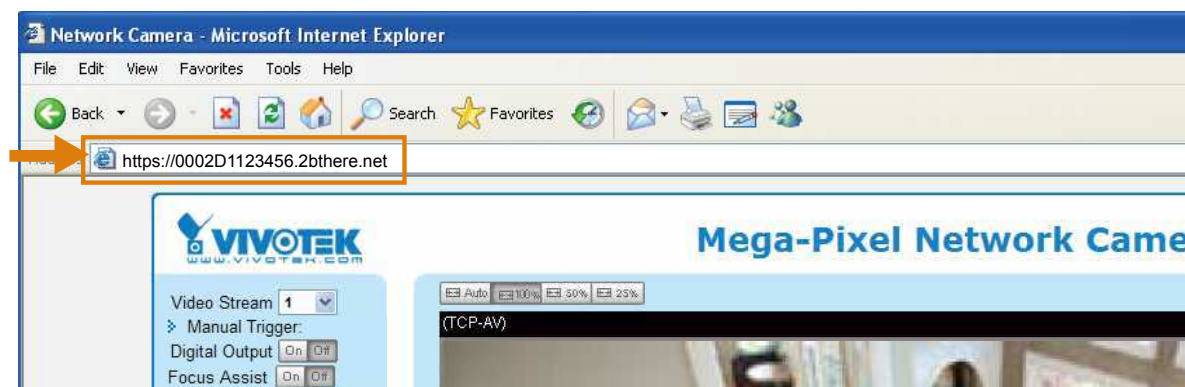 Network Camera - Microsoft Internet Explorer
File Edit View Favorites Tools Help
Back Search Favorites
https://0002D1123456.2bthere.net
VIVOTEK Mega-Pixel Network Came
www.vivotek.com
Auto 100% 50% 25%
Video Stream 1
(TCP-AV)
Manual Trigger:
Digital Output On Off
Focus Assist On Off